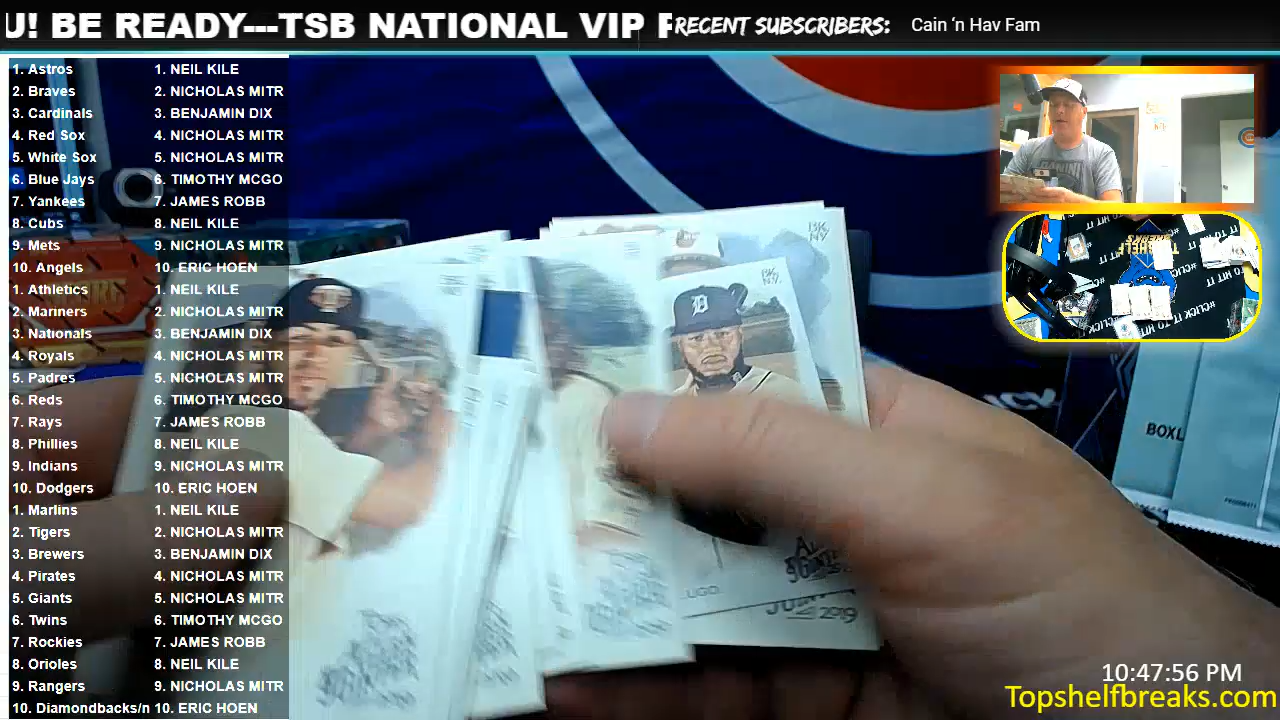 U! BE READY---TSB NATIONAL VIP
RECENT SUBSCRIBERS: Cain 'n Hav Fam
1. Astros 1. NEIL KILE
2. Braves 2. NICHOLAS MITR
3. Cardinals 3. BENJAMIN DIX
4. Red Sox 4. NICHOLAS MITR
5. White Sox 5. NICHOLAS MITR
6. Blue Jays 6. TIMOTHY MCGO
7. Yankees 7. JAMES ROBB
8. Cubs 8. NEIL KILE
9. Mets 9. NICHOLAS MITR
10. Angels 10. ERIC HOEN
1. Athletics 1. NEIL KILE
2. Mariners 2. NICHOLAS MITR
3. Nationals 3. BENJAMIN DIX
4. Royals 4. NICHOLAS MITR
5. Padres 5. NICHOLAS MITR
6. Reds 6. TIMOTHY MCGO
7. Rays 7. JAMES ROBB
8. Phillies 8. NEIL KILE
9. Indians 9. NICHOLAS MITR
10. Dodgers 10. ERIC HOEN
1. Marlins 1. NEIL KILE
2. Tigers 2. NICHOLAS MITR
3. Brewers 3. BENJAMIN DIX
4. Pirates 4. NICHOLAS MITR
5. Giants 5. NICHOLAS MITR
6. Twins 6. TIMOTHY MCGO
7. Rockies 7. JAMES ROBB
8. Orioles 8. NEIL KILE
9. Rangers 9. NICHOLAS MITR
10. Diamondbacks/n 10. ERIC HOEN
BK NY
BK NY
D
BOXL
UGO
2019
10:47:56 PM
Topshelfbreaks.com